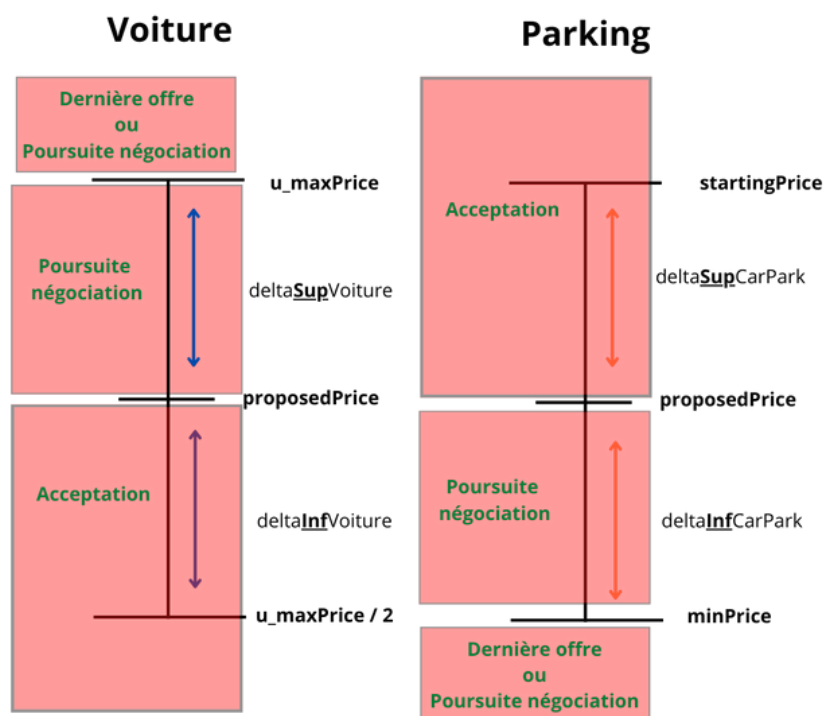 Voiture
Dernière offre
ou
Poursuite négociation
u_maxPrice
Poursuite
négociation
deltaSupVoiture
proposedPrice
Acceptation
deltaInfVoiture
u_maxPrice / 2
Parking
startingPrice
Acceptation
deltaSupCarPark
proposedPrice
Poursuite
négociation
deltaInfCarPark
minPrice
Dernière offre
ou
Poursuite négociation